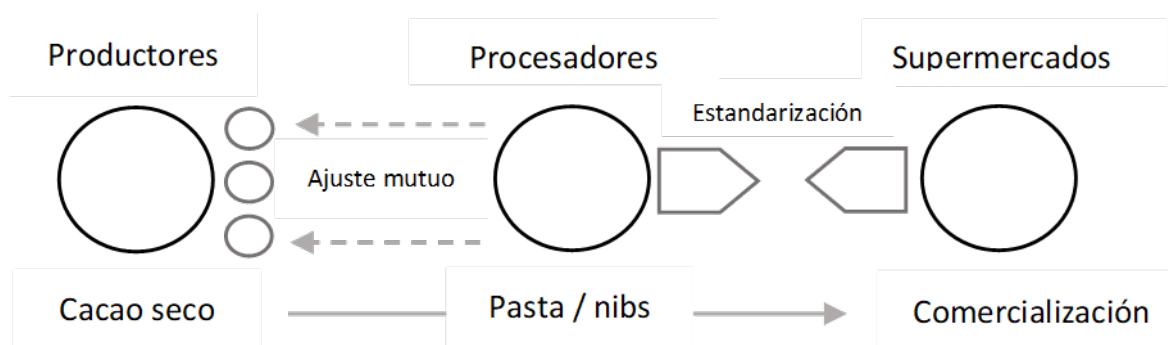 Productores
Procesadores
Supermercados
Estandarización
Ajuste mutuo
Cacao seco
Pasta / nibs
Comercialización